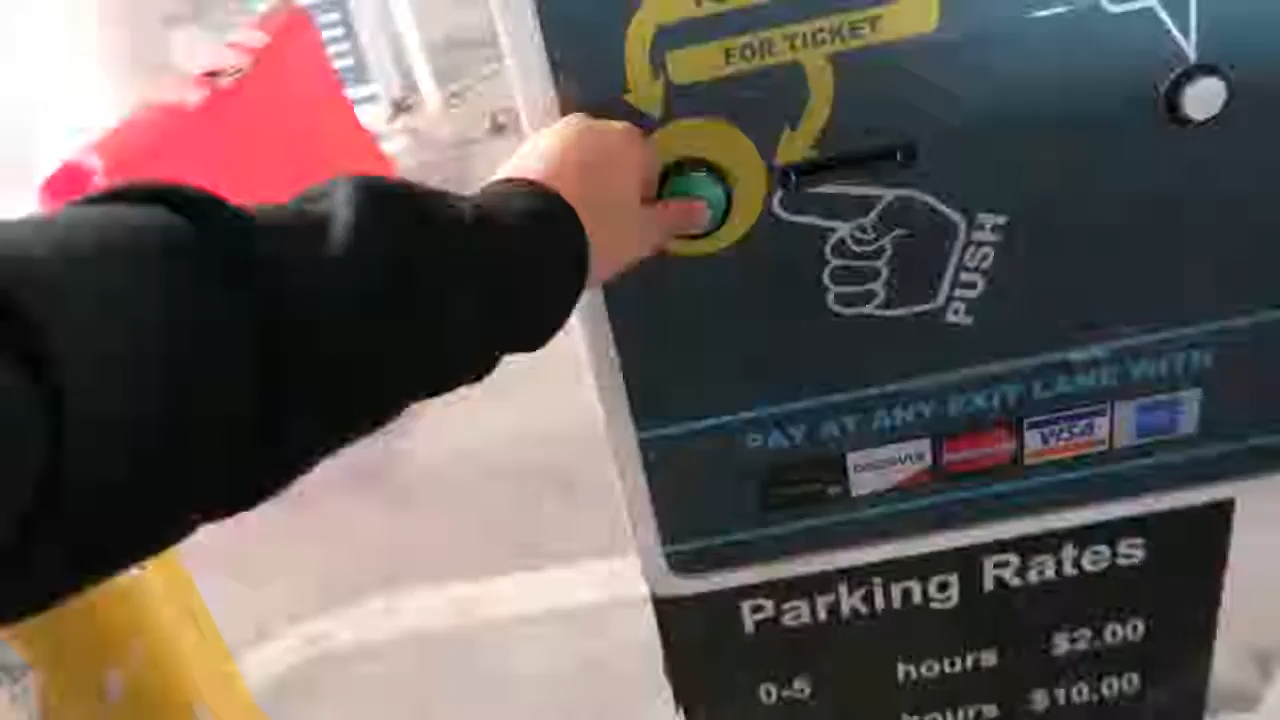 FOR TICKET
PUSH
PAY AT ANY EXIT LANE WITH
DISCOVER
VISA
Parking Rates
0-5 hours $2.00
hours $10.00